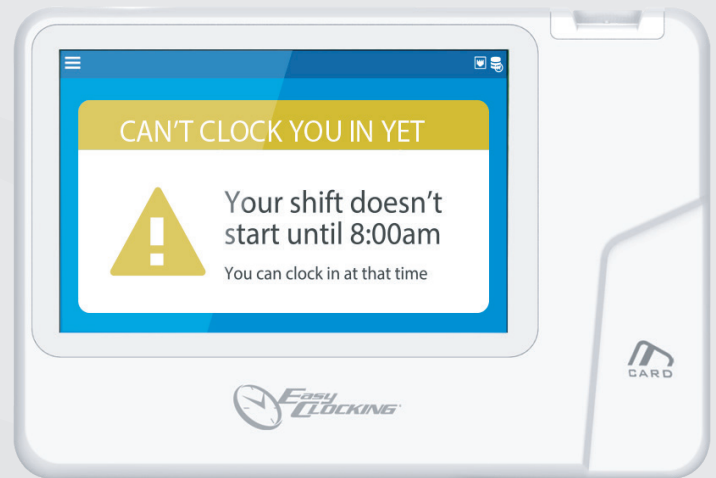 CAN'T CLOCK YOU IN YET
Your shift doesn't
start until 8:00am
You can clock in at that time
CARD
EASY
CLOCKING